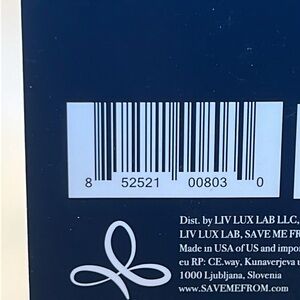 8 52521 00803 0
Dist. by LIV LUX LAB LLC,
LIV LUX LAB, SAVE ME FR
Made in USA of US and impor
eu RP: CE.way, Kunaverjeva u
1000 Ljubljana, Slovenia
www.SAVEMEFROM.com